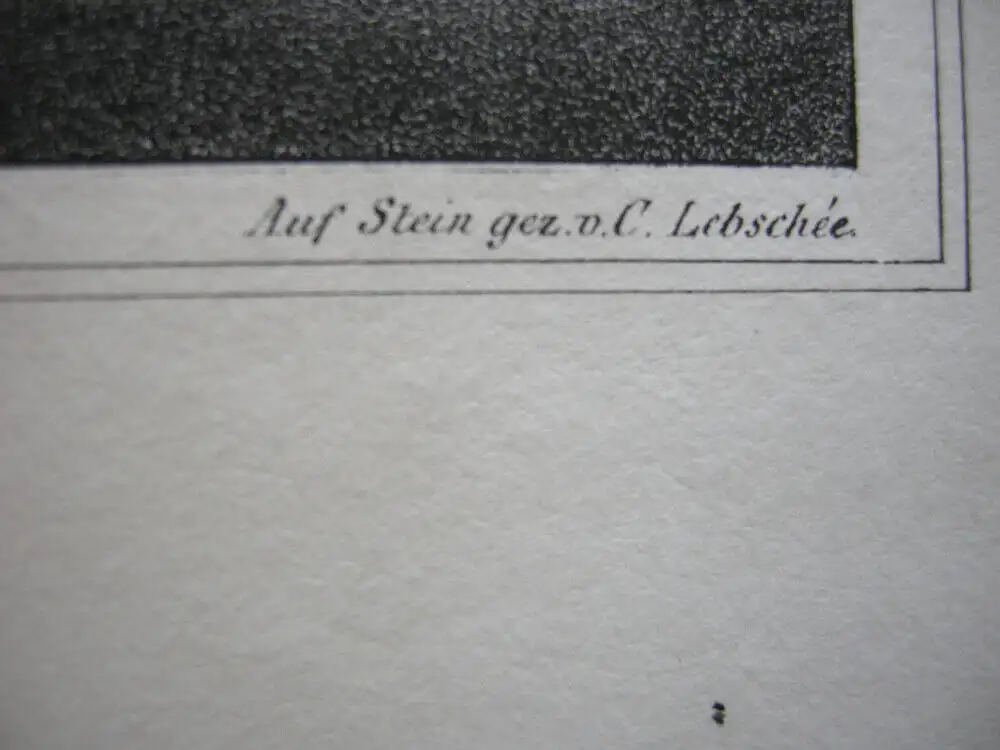 Auf Stein gez. v. C. Lebschée.